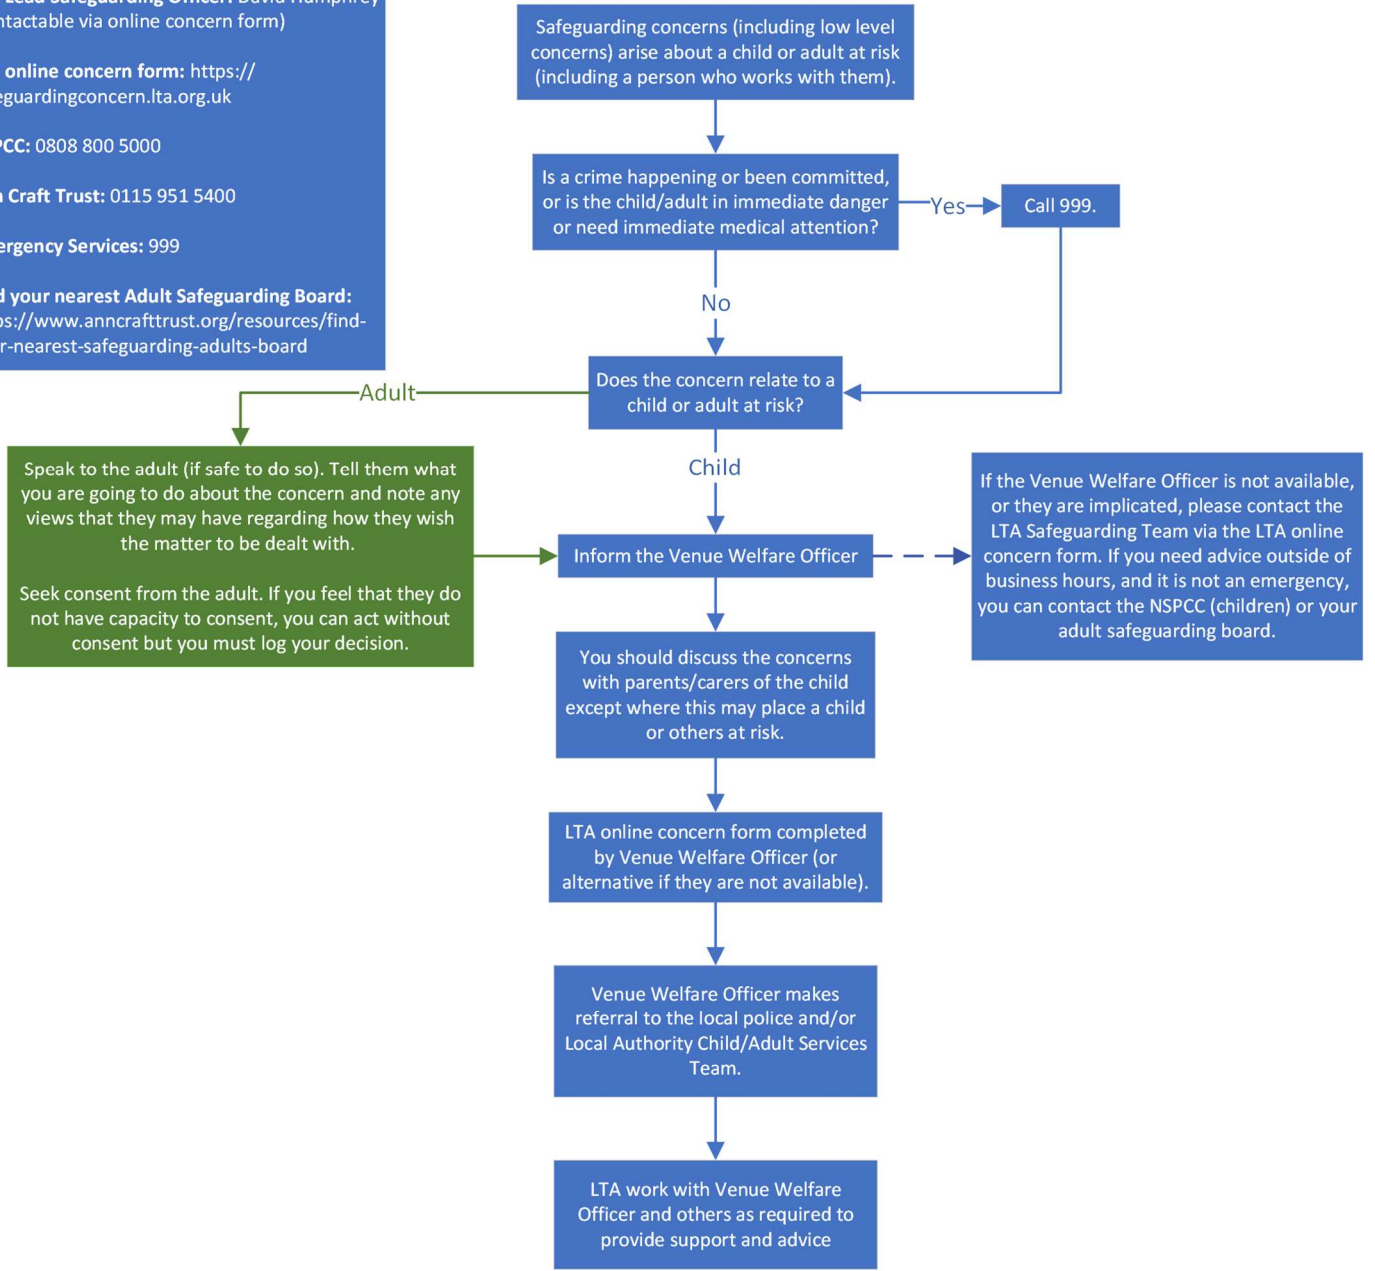 Lead Safeguarding Officer: David Humphrey
ntactable via online concern form)
online concern form: https://
eguardingconcern.lta.org.uk
PCC: 0808 800 5000
n Craft Trust: 0115 951 5400
ergency Services: 999
d your nearest Adult Safeguarding Board:
ps://www.anncrafttrust.org/resources/find-
r-nearest-safeguarding-adults-board
Safeguarding concerns (including low level
concerns) arise about a child or adult at risk
(including a person who works with them).
Is a crime happening or been committed,
or is the child/adult in immediate danger
or need immediate medical attention?
Yes
Call 999.
No
Does the concern relate to a
child or adult at risk?
Adult
Speak to the adult (if safe to do so). Tell them what
you are going to do about the concern and note any
views that they may have regarding how they wish
the matter to be dealt with.
Seek consent from the adult. If you feel that they do
not have capacity to consent, you can act without
consent but you must log your decision.
Child
Inform the Venue Welfare Officer
If the Venue Welfare Officer is not available,
or they are implicated, please contact the
LTA Safeguarding Team via the LTA online
concern form. If you need advice outside of
business hours, and it is not an emergency,
you can contact the NSPCC (children) or your
adult safeguarding board.
You should discuss the concerns
with parents/carers of the child
except where this may place a child
or others at risk.
LTA online concern form completed
by Venue Welfare Officer (or
alternative if they are not available).
Venue Welfare Officer makes
referral to the local police and/or
Local Authority Child/Adult Services
Team.
LTA work with Venue Welfare
Officer and others as required to
provide support and advice